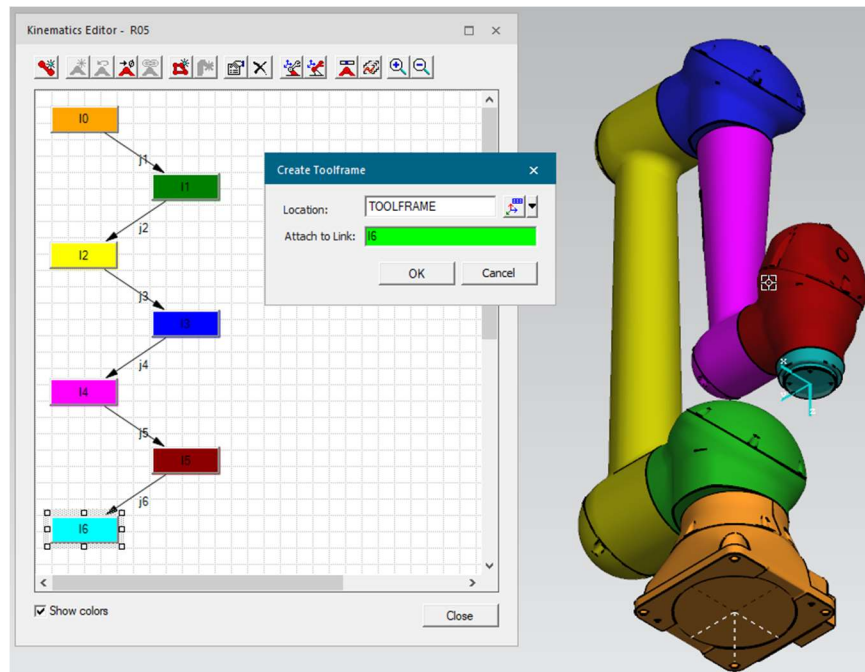 Kinematics Editor - R05
l0
j1
l1
j2
l2
j3
l3
j4
l4
j5
l5
j6
l6
Create Toolframe
Location: TOOLFRAME
Attach to Link: l6
OK Cancel
Show colors
Close